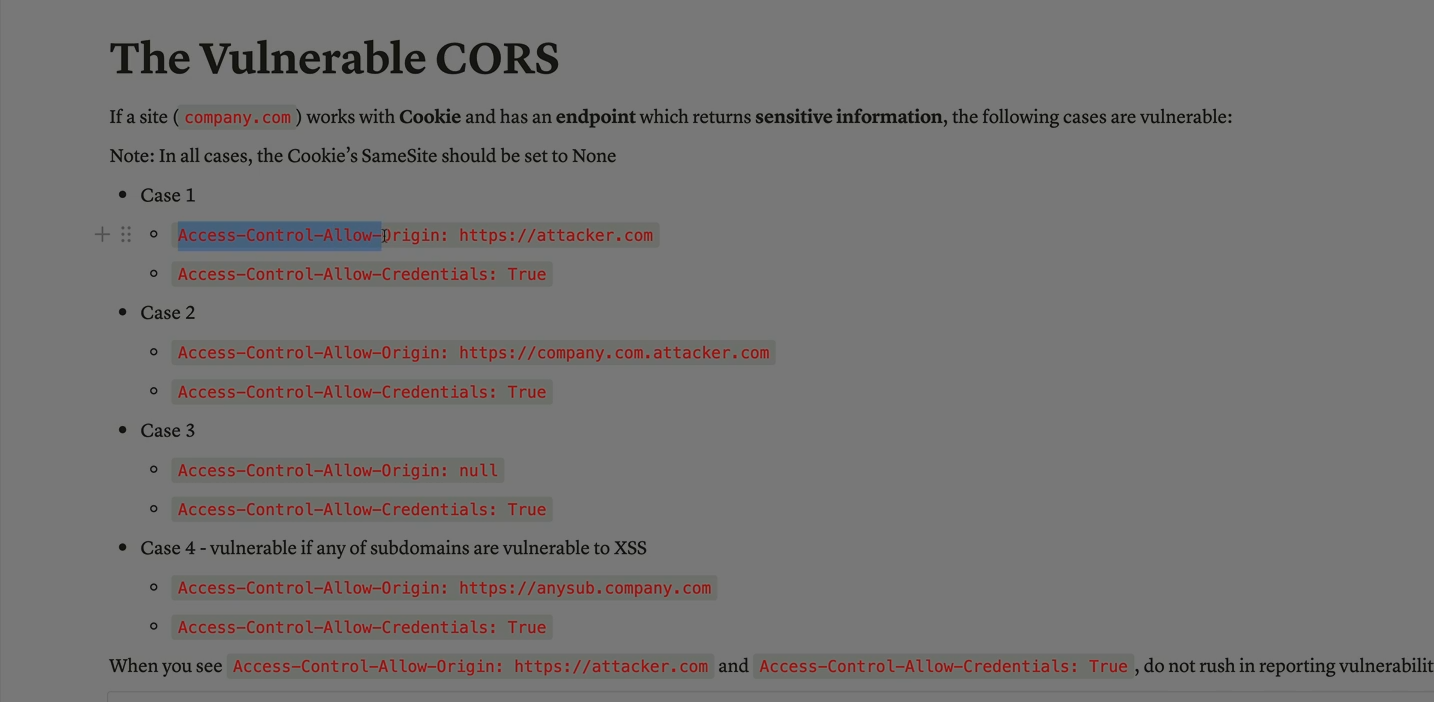 The Vulnerable CORS
If a site ( company.com ) works with Cookie and has an endpoint which returns sensitive information, the following cases are vulnerable:
Note: In all cases, the Cookie’s SameSite should be set to None
Case 1
Access-Control-Allow-Origin: https://attacker.com
Access-Control-Allow-Credentials: True
Case 2
Access-Control-Allow-Origin: https://company.com.attacker.com
Access-Control-Allow-Credentials: True
Case 3
Access-Control-Allow-Origin: null
Access-Control-Allow-Credentials: True
Case 4 - vulnerable if any of subdomains are vulnerable to XSS
Access-Control-Allow-Origin: https://anysub.company.com
Access-Control-Allow-Credentials: True
When you see Access-Control-Allow-Origin: https://attacker.com and Access-Control-Allow-Credentials: True , do not rush in reporting